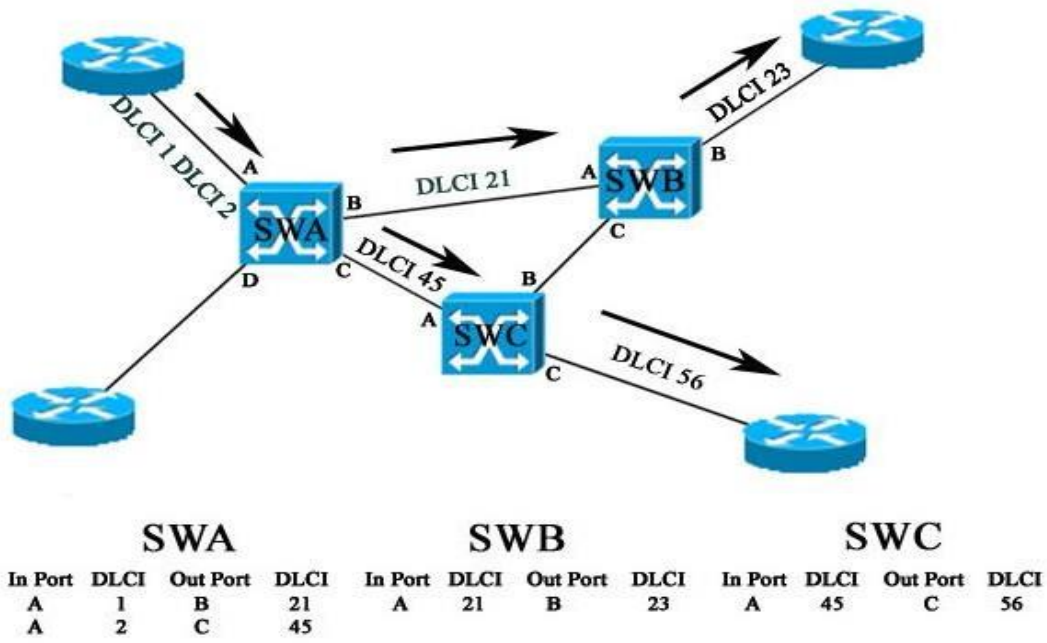 DLCI 1 DLCI 2
A
SWA
B
C
D
DLCI 21
DLCI 45
A
SWB
B
C
DLCI 23
B
A
SWC
C
DLCI 56
SWA
In Port DLCI Out Port DLCI
A 1 B 21
A 2 C 45
SWB
In Port DLCI Out Port DLCI
A 21 B 23
SWC
In Port DLCI Out Port DLCI
A 45 C 56